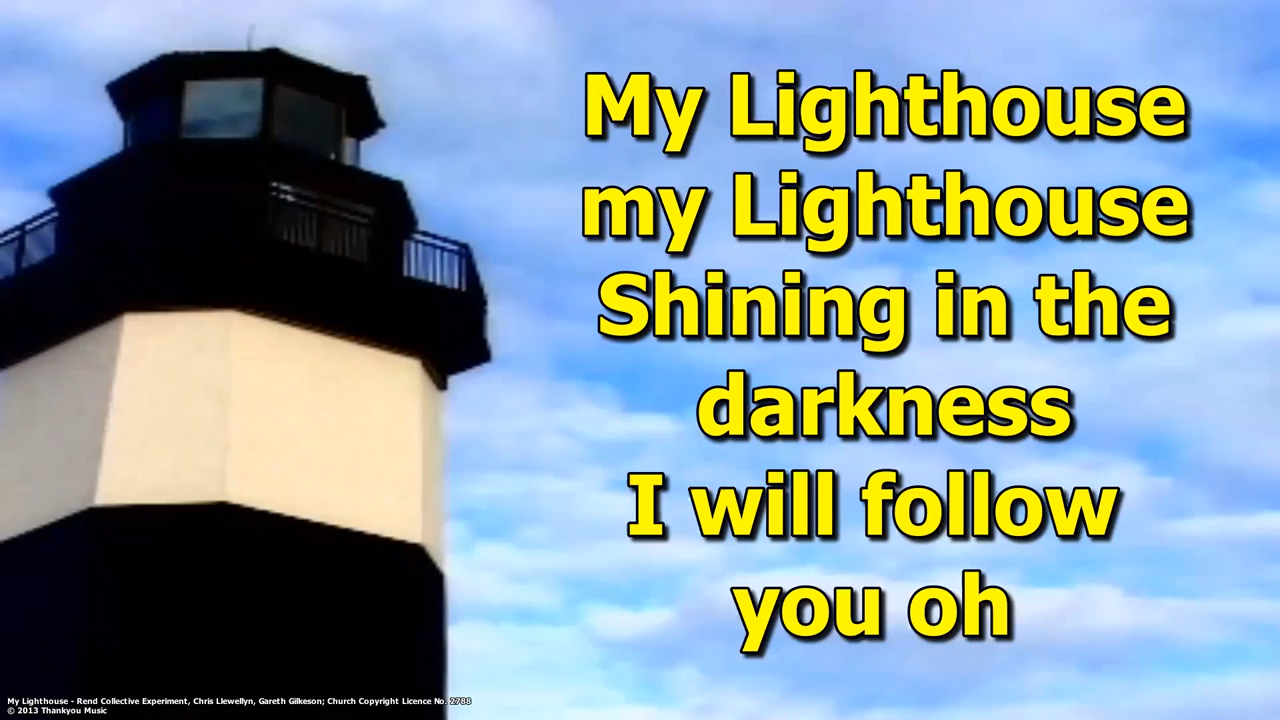 My Lighthouse
my Lighthouse
Shining in the
darkness
I will follow
you oh
My Lighthouse - Rend Collective Experiment, Chris Llewellyn, Gareth Gilkeson; Church Copyright Licence No. 2788
© 2013 Thankyou Music